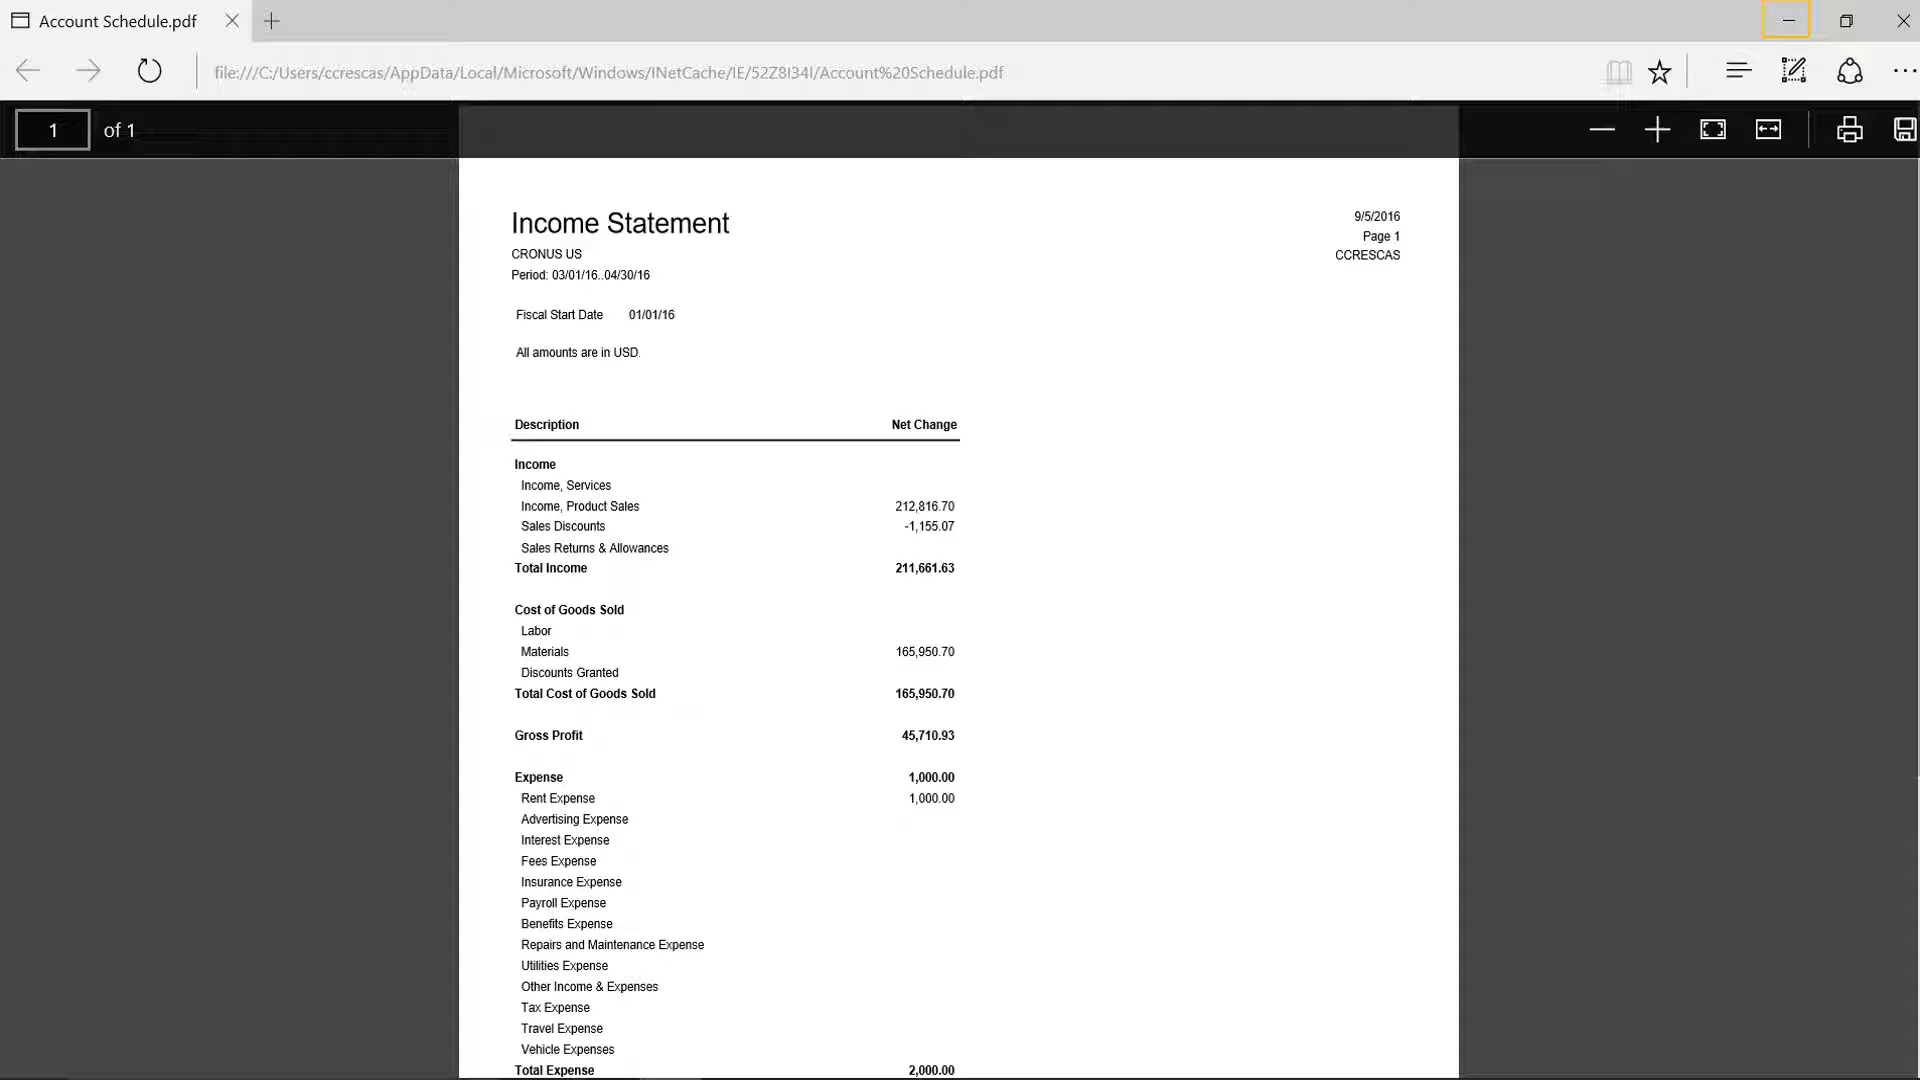 Account Schedule.pdf
file:///C:/Users/ccrescas/AppData/Local/Microsoft/Windows/INetCache/IE/52Z8I34I/Account%20Schedule.pdf
1 of 1
Income Statement
9/5/2016
Page 1
CRONUS US
CCRESCAS
Period: 03/01/16..04/30/16
Fiscal Start Date 01/01/16
All amounts are in USD.
Description Net Change
Income
Income, Services
Income, Product Sales 212,816.70
Sales Discounts -1,155.07
Sales Returns & Allowances
Total Income 211,661.63
Cost of Goods Sold
Labor
Materials 165,950.70
Discounts Granted
Total Cost of Goods Sold 165,950.70
Gross Profit 45,710.93
Expense 1,000.00
Rent Expense 1,000.00
Advertising Expense
Interest Expense
Fees Expense
Insurance Expense
Payroll Expense
Benefits Expense
Repairs and Maintenance Expense
Utilities Expense
Other Income & Expenses
Tax Expense
Travel Expense
Vehicle Expenses
Total Expense 2,000.00